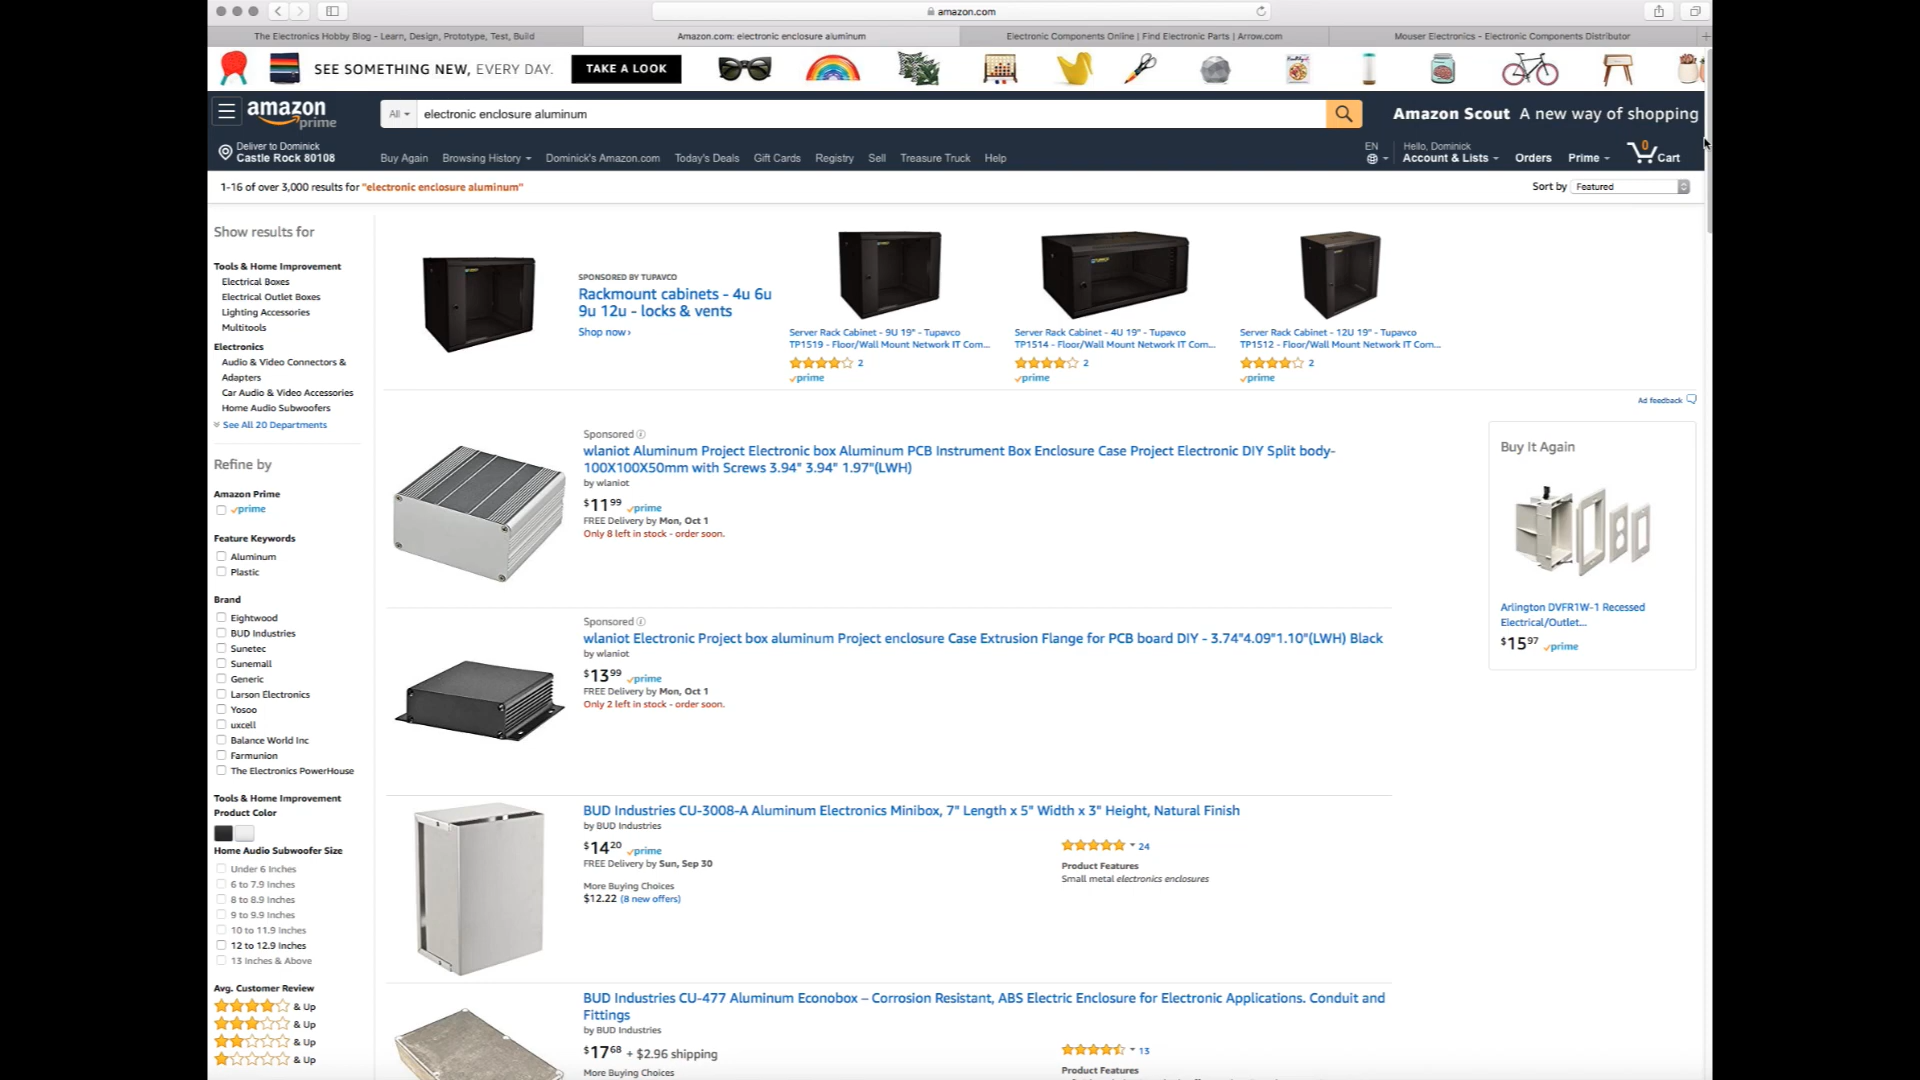 amazon.com
The Electronics Hobby Blog - Learn, Design, Prototype, Test, Build
Amazon.com: electronic enclosure aluminum
Electronic Components Online | Find Electronic Parts | Arrow.com
Mouser Electronics - Electronic Components Distributor
SEE SOMETHING NEW, EVERY DAY.
TAKE A LOOK
amazon prime
All
electronic enclosure aluminum
Amazon Scout A new way of shopping
Deliver to Dominick
Castle Rock 80108
Buy Again
Browsing History
Dominick's Amazon.com
Today's Deals
Gift Cards
Registry
Sell
Treasure Truck
Help
EN
Hello, Dominick
Account & Lists
Orders
Prime
0
Cart
1-16 of over 3,000 results for "electronic enclosure aluminum"
Sort by
Featured
Show results for
Tools & Home Improvement
Electrical Boxes
Electrical Outlet Boxes
Lighting Accessories
Multitools
Electronics
Audio & Video Connectors &
Adapters
Car Audio & Video Accessories
Home Audio Subwoofers
See All 20 Departments
Refine by
Amazon Prime
prime
Feature Keywords
Aluminum
Plastic
Brand
Eightwood
BUD Industries
Sunetec
Sunemall
Generic
Larson Electronics
Yosoo
uxcell
Balance World Inc
Farmunion
The Electronics PowerHouse
Tools & Home Improvement
Product Color
Home Audio Subwoofer Size
Under 6 Inches
6 to 7.9 Inches
8 to 8.9 Inches
9 to 9.9 Inches
10 to 11.9 Inches
12 to 12.9 Inches
13 Inches & Above
Avg. Customer Review
& Up
& Up
& Up
& Up
SPONSORED BY TUPAVCO
Rackmount cabinets - 4u 6u
9u 12u - locks & vents
Shop now ›
Server Rack Cabinet - 9U 19" - Tupavco
TP1519 - Floor/Wall Mount Network IT Com...
2
prime
Server Rack Cabinet - 4U 19" - Tupavco
TP1514 - Floor/Wall Mount Network IT Com...
2
prime
Server Rack Cabinet - 12U 19" - Tupavco
TP1512 - Floor/Wall Mount Network IT Com...
2
prime
Ad feedback
Sponsored
wlaniot Aluminum Project Electronic box Aluminum PCB Instrument Box Enclosure Case Project Electronic DIY Split body-
100X100X50mm with Screws 3.94" 3.94" 1.97"(LWH)
by wlaniot
$11 99 prime
FREE Delivery by Mon, Oct 1
Only 8 left in stock - order soon.
Sponsored
wlaniot Electronic Project box aluminum Project enclosure Case Extrusion Flange for PCB board DIY - 3.74"4.09"1.10"(LWH) Black
by wlaniot
$13 99 prime
FREE Delivery by Mon, Oct 1
Only 2 left in stock - order soon.
BUD Industries CU-3008-A Aluminum Electronics Minibox, 7" Length x 5" Width x 3" Height, Natural Finish
by BUD Industries
$14 20 prime
FREE Delivery by Sun, Sep 30
More Buying Choices
$12.22 (8 new offers)
24
Product Features
Small metal electronics enclosures
BUD Industries CU-477 Aluminum Econobox – Corrosion Resistant, ABS Electric Enclosure for Electronic Applications. Conduit and
Fittings
by BUD Industries
$17 68 + $2.96 shipping
More Buying Choices
13
Product Features
Buy It Again
Arlington DVFR1W-1 Recessed
Electrical/Outlet...
$15 97 prime